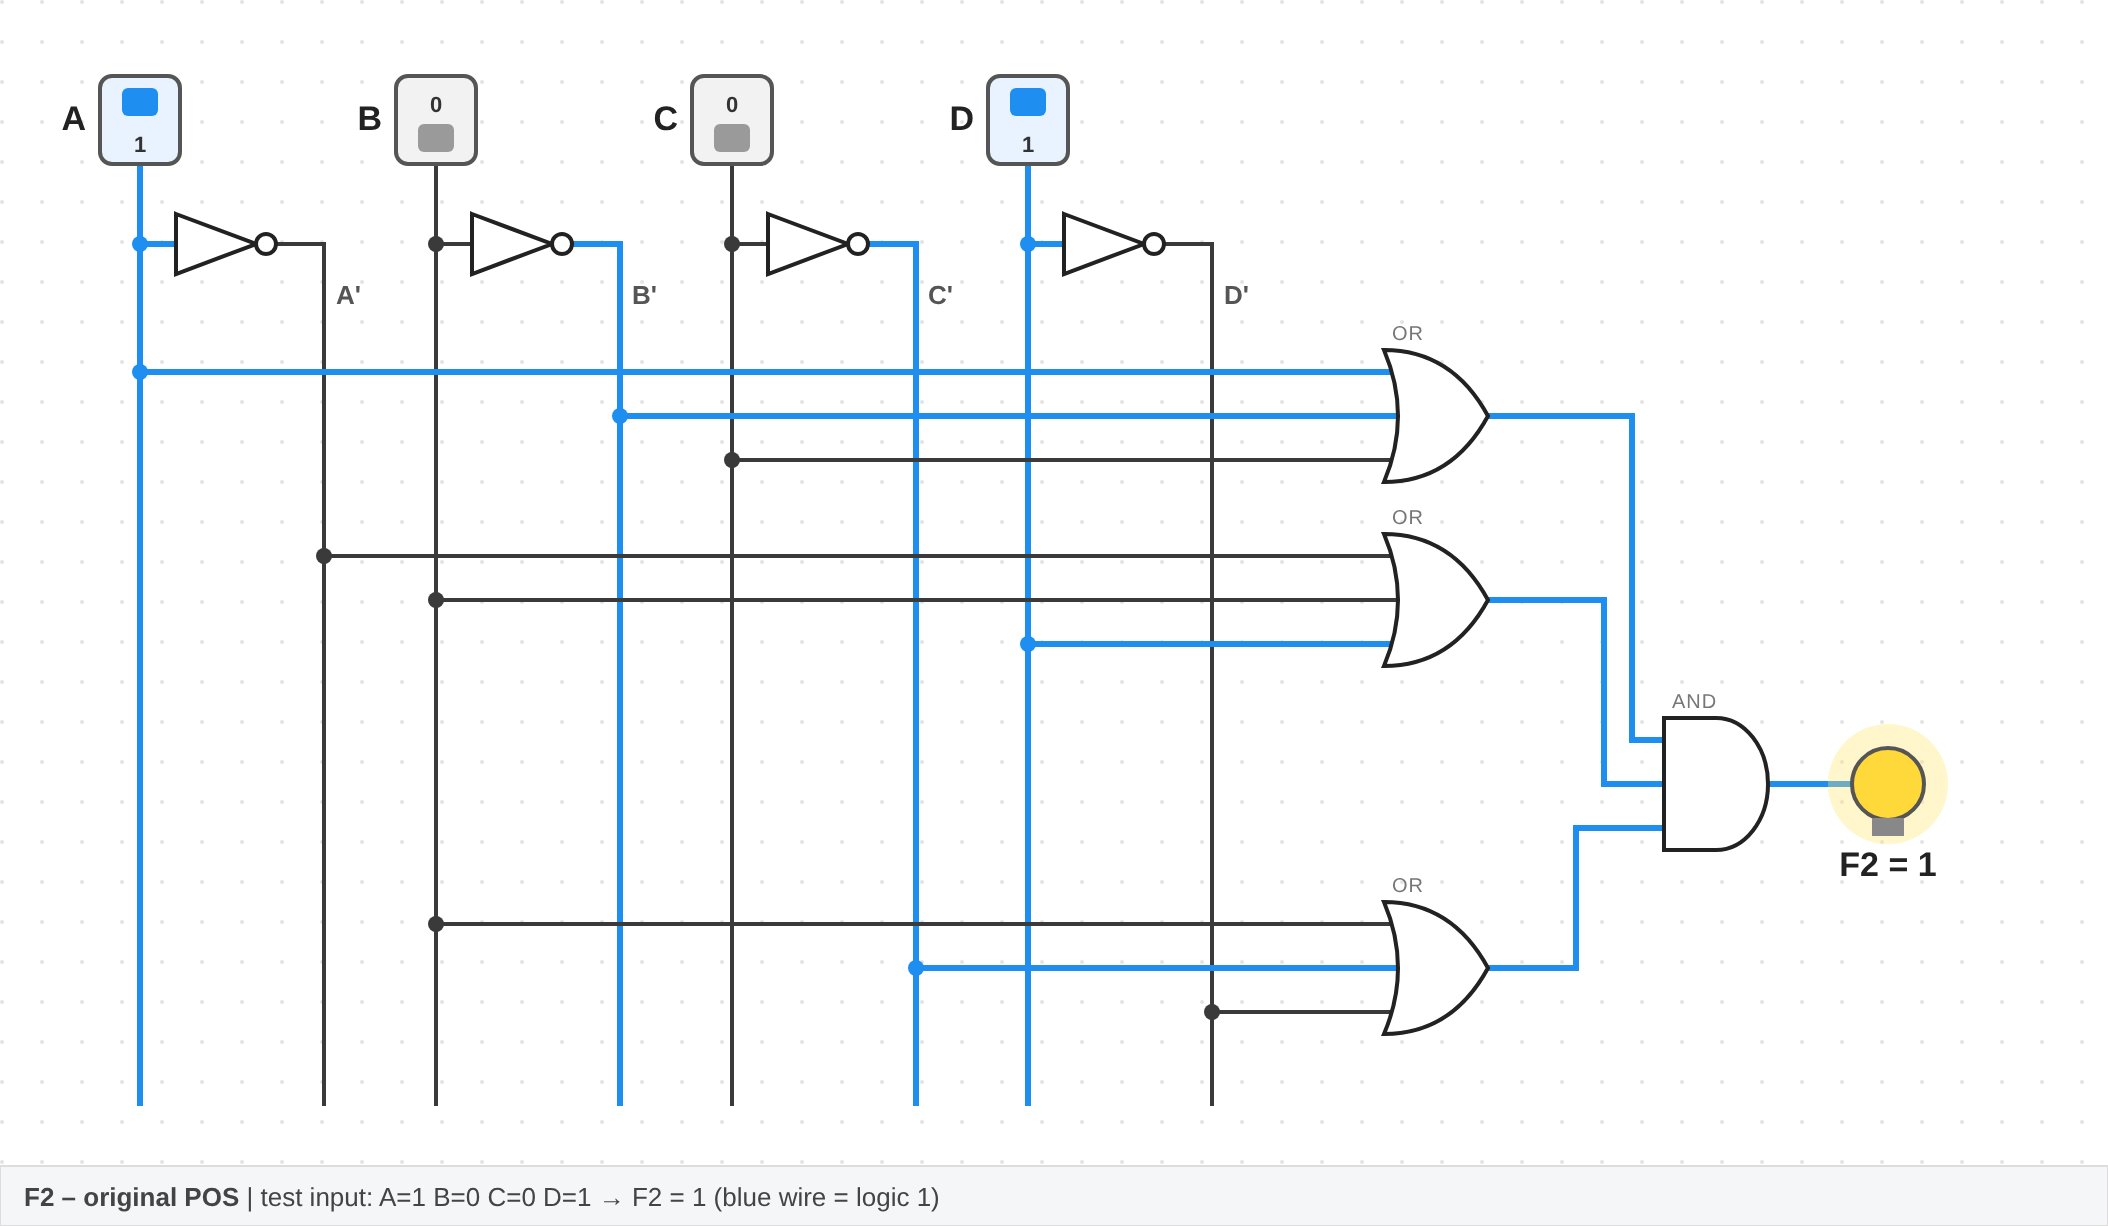 A 1
B 0
C 0
D 1
A'
B'
C'
D'
OR
OR
AND
F2 = 1
OR
F2 – original POS | test input: A=1 B=0 C=0 D=1 → F2 = 1 (blue wire = logic 1)